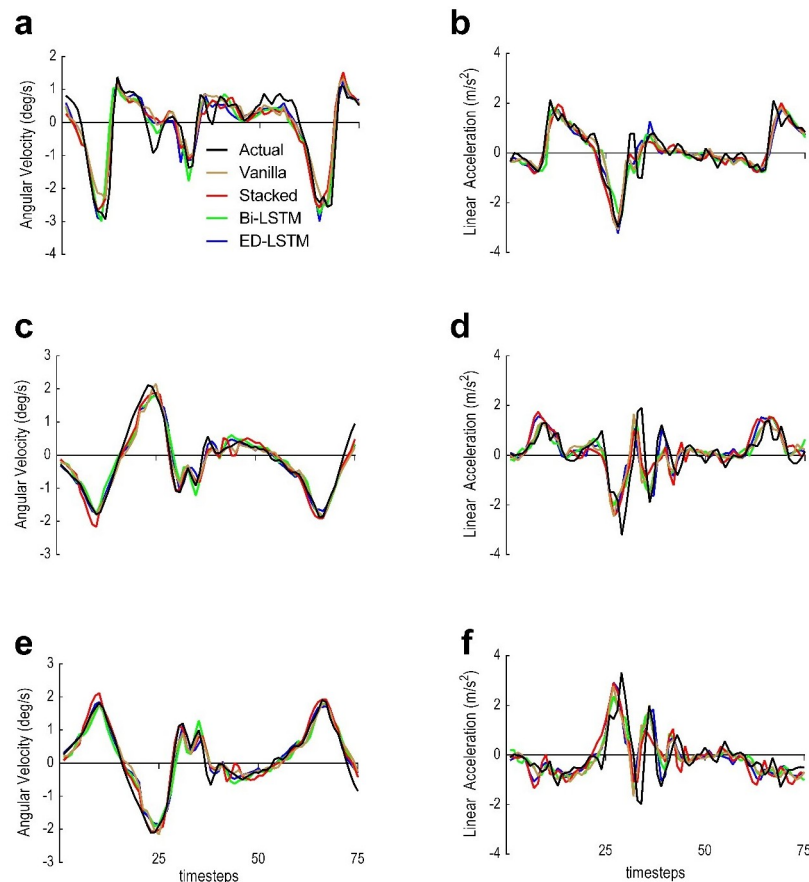 a
Angular Velocity (deg/s)
2
1
0
-1
-2
-3
-4
Actual
Vanilla
Stacked
Bi-LSTM
ED-LSTM
b
Linear Acceleration (m/s²)
4
2
0
-2
-4
c
Angular Velocity (deg/s)
3
2
1
0
-1
-2
-3
d
Linear Acceleration (m/s²)
4
2
0
-2
-4
e
Angular Velocity (deg/s)
3
2
1
0
-1
-2
-3
25
50
75
timesteps
f
Linear Acceleration (m/s²)
4
2
0
-2
-4
25
50
75
timesteps